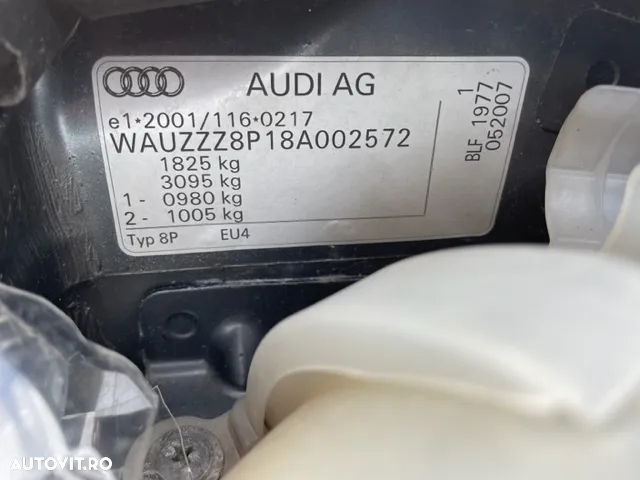 AUDI AG
e1*2001/116*0217
WAUZZZ8P18A002572
1825 kg
3095 kg
1 - 0980 kg
2 - 1005 kg
Typ 8P EU4
1
BLF 1977
052007
AUTOVIT.RO